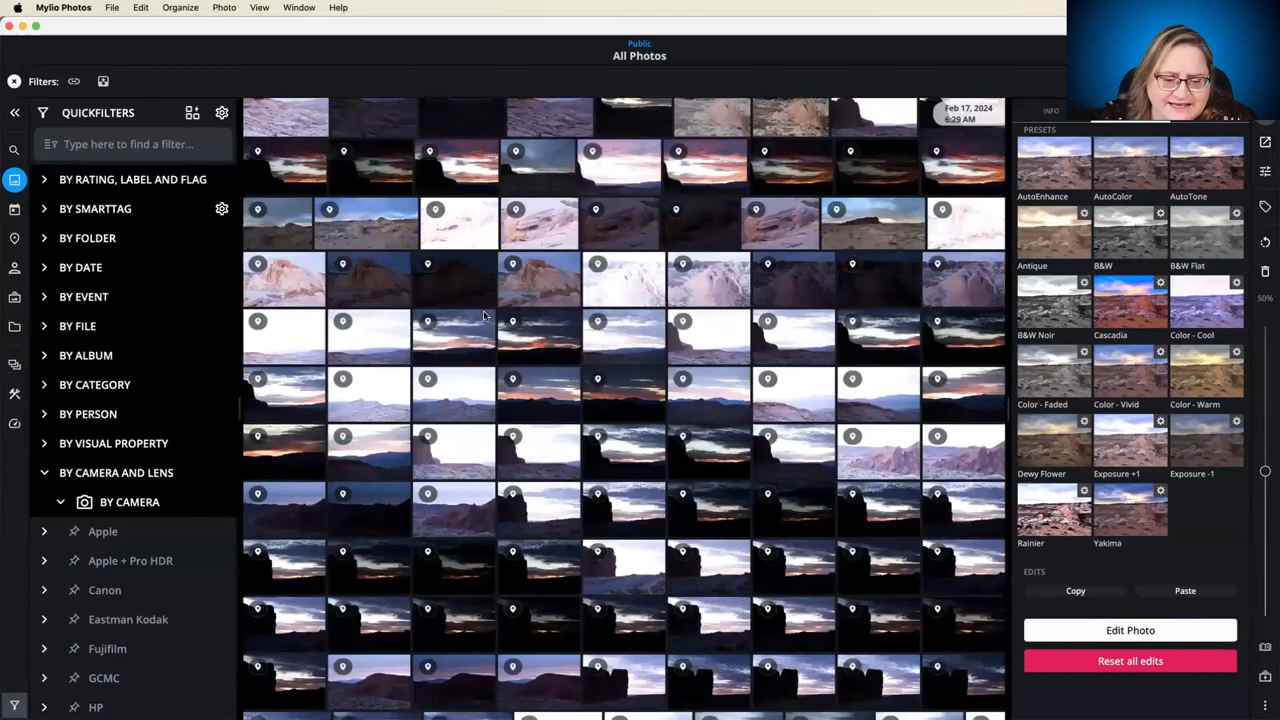 Mylio Photos File Edit Organize Photo View Window Help
Public
All Photos
Filters:
QUICKFILTERS
Type here to find a filter...
BY RATING, LABEL AND FLAG
BY SMARTTAG
BY FOLDER
BY DATE
BY EVENT
BY FILE
BY ALBUM
BY CATEGORY
BY PERSON
BY VISUAL PROPERTY
BY CAMERA AND LENS
BY CAMERA
Apple
Apple + Pro HDR
Canon
Eastman Kodak
Fujifilm
GCMC
HP
Feb 17, 2024
6:29 AM
INFO
PRESETS
AutoEnhance AutoColor AutoTone
Antique B&W B&W Flat
B&W Noir Cascadia Color - Cool
Color - Faded Color - Vivid Color - Warm
Dewy Flower Exposure +1 Exposure -1
Rainier Yakima
EDITS
Copy Paste
Edit Photo
Reset all edits
50%